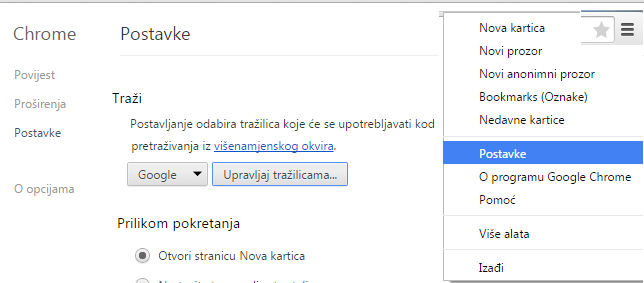 Chrome
Povijest
Proširenja
Postavke
O opcijama
Postavke
Traži
Postavljanje odabira tražilica koje će se upotrebljavati kod
pretraživanja iz višenamjenskog okvira.
Google
Upravljaj tražilicama...
Prilikom pokretanja
Otvori stranicu Nova kartica
Nova kartica
Novi prozor
Novi anonimni prozor
Bookmarks (Oznake)
Nedavne kartice
Postavke
O programu Google Chrome
Pomoć
Više alata
Izađi